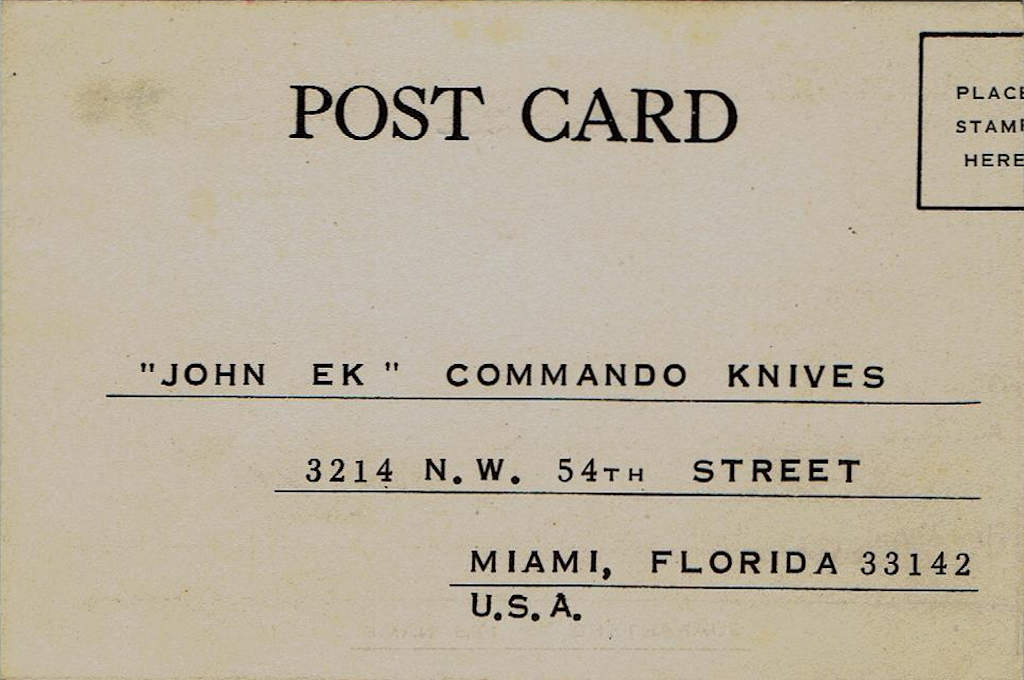 POST CARD
PLACE
STAMP
HERE
"JOHN EK" COMMANDO KNIVES
3214 N.W. 54TH STREET
MIAMI, FLORIDA 33142
U.S.A.